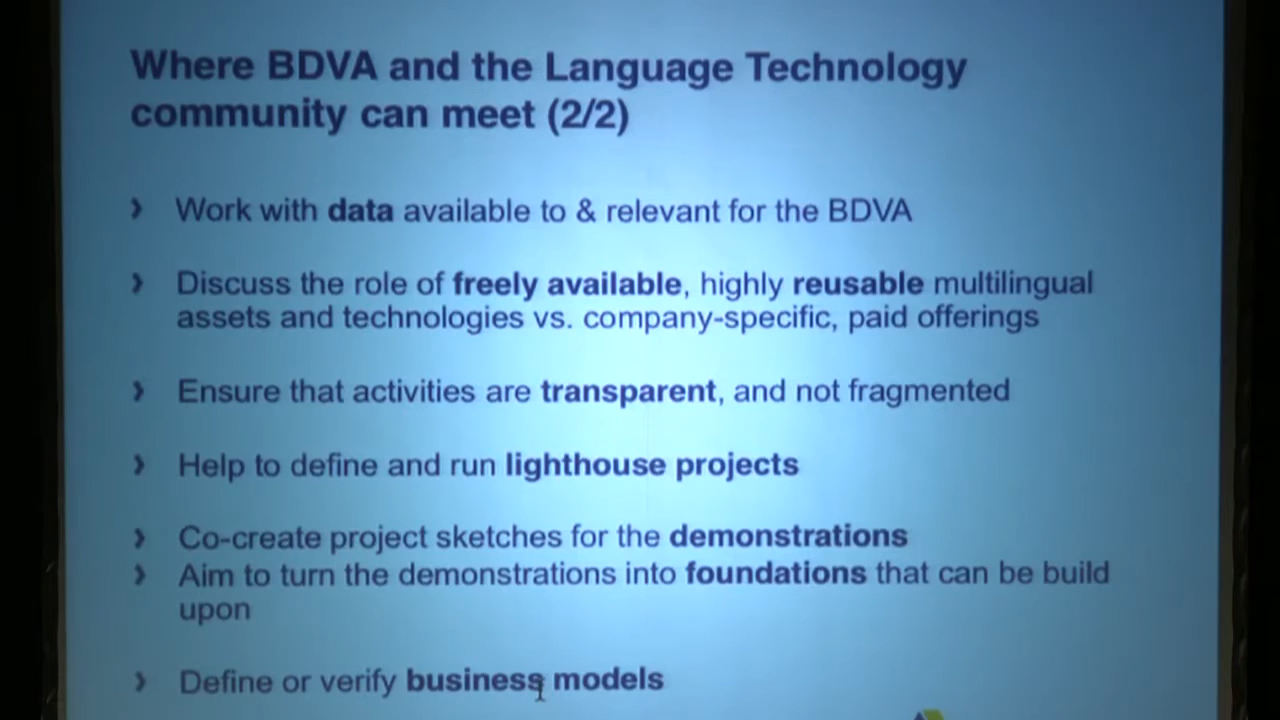 Where BDVA and the Language Technology
community can meet (2/2)
› Work with data available to & relevant for the BDVA
› Discuss the role of freely available, highly reusable multilingual
assets and technologies vs. company-specific, paid offerings
› Ensure that activities are transparent, and not fragmented
› Help to define and run lighthouse projects
› Co-create project sketches for the demonstrations
› Aim to turn the demonstrations into foundations that can be build
upon
› Define or verify business models